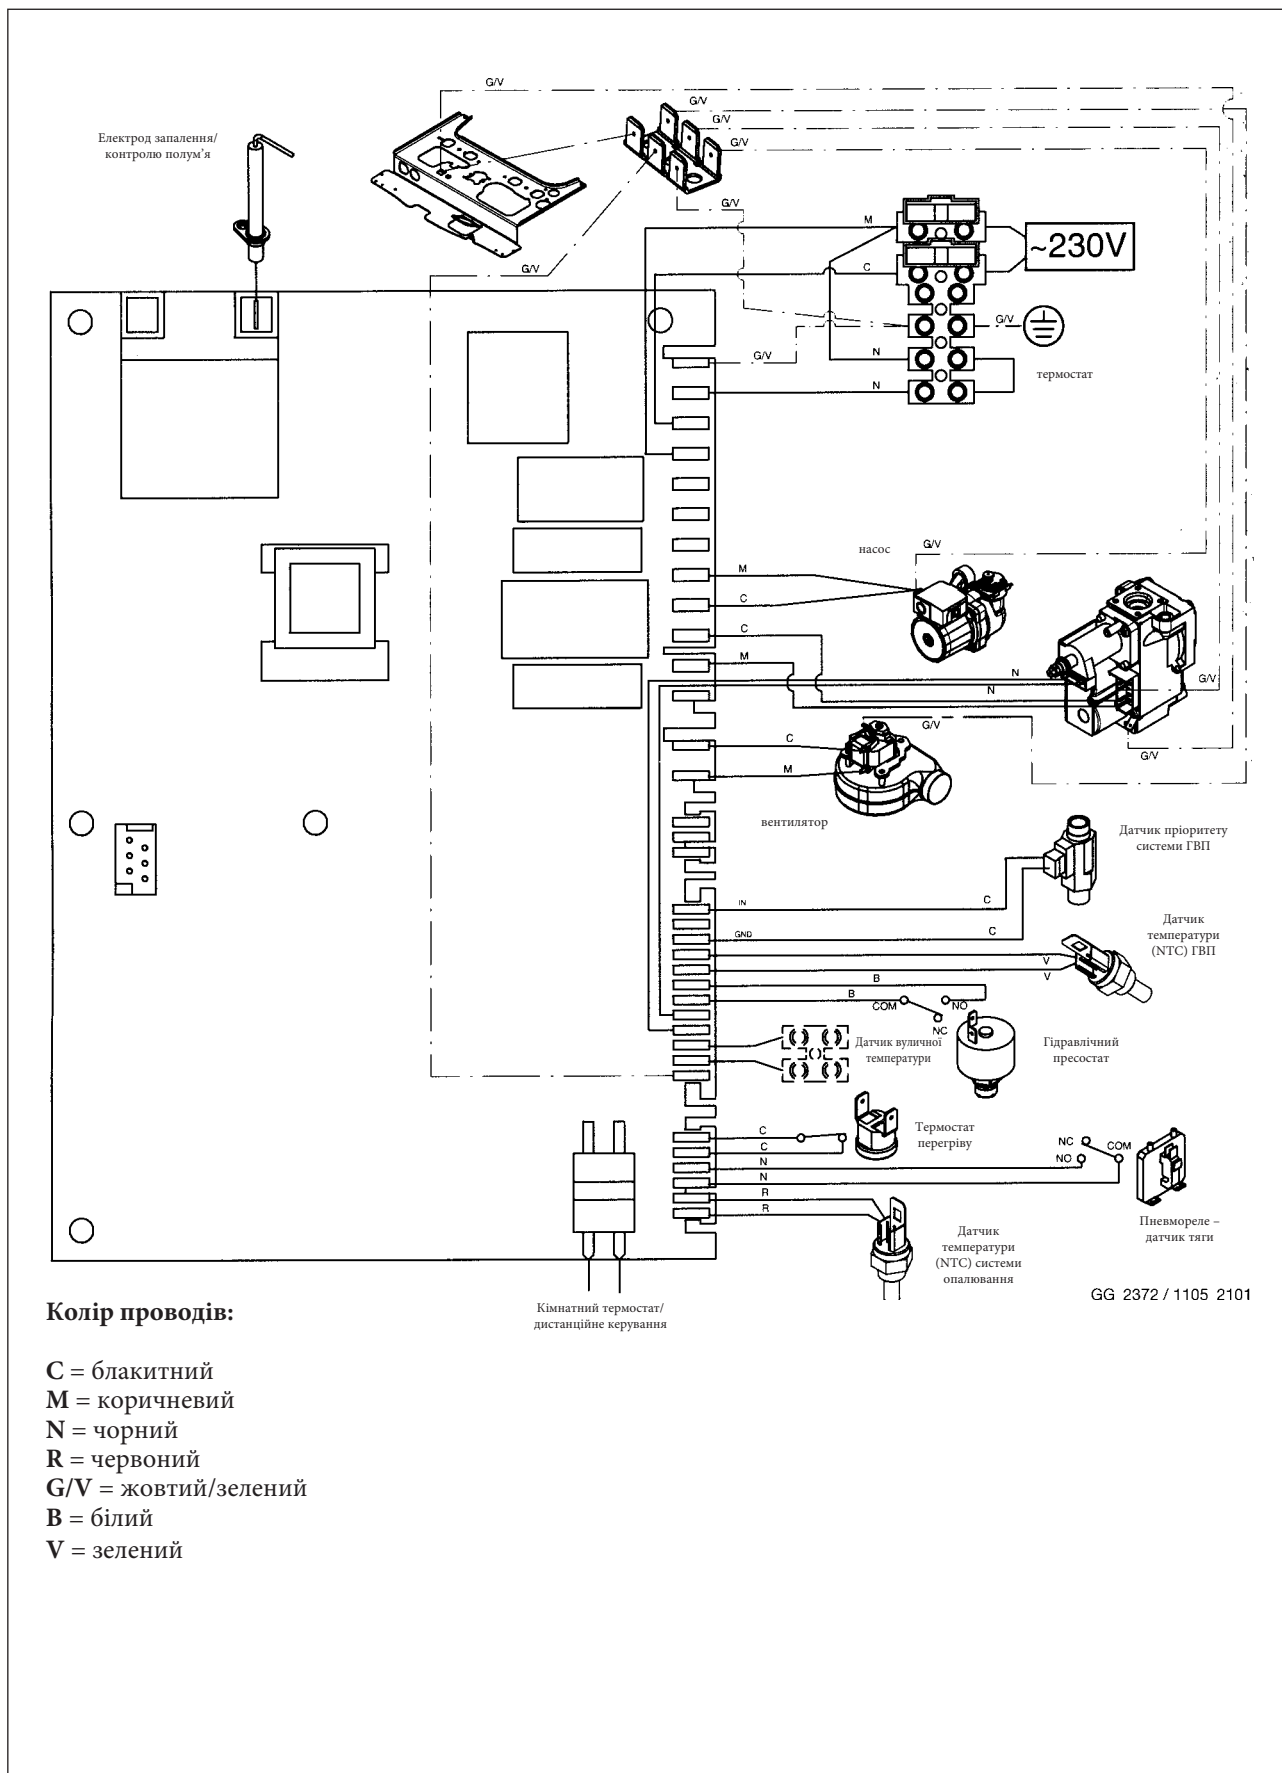 G/V
G/V
Електрод запалення/
контролю полум’я
G/V
G/V
G/V
M
~230V
G/V
C
G/V
G/V
N
термостат
N
насос
G/V
M
C
C
M
N
N
G/V
G/V
C
G/V
M
вентилятор
Датчик пріоритету
системи ГВП
IN
C
Датчик
температури
(NTC) ГВП
GND
C
V
V
B
B
COM
NO
NC
Датчик вуличної
температури
Гідравлічний
пресостат
Термостат
перегріву
C
C
N
N
R
R
NC
COM
NO
Пневмореле –
датчик тяги
Датчик
температури
(NTC) системи
опалювання
GG 2372 / 1105 2101
Кімнатний термостат/
дистанційне керування
Колір проводів:
C = блакитний
M = коричневий
N = чорний
R = червоний
G/V = жовтий/зелений
B = білий
V = зелений